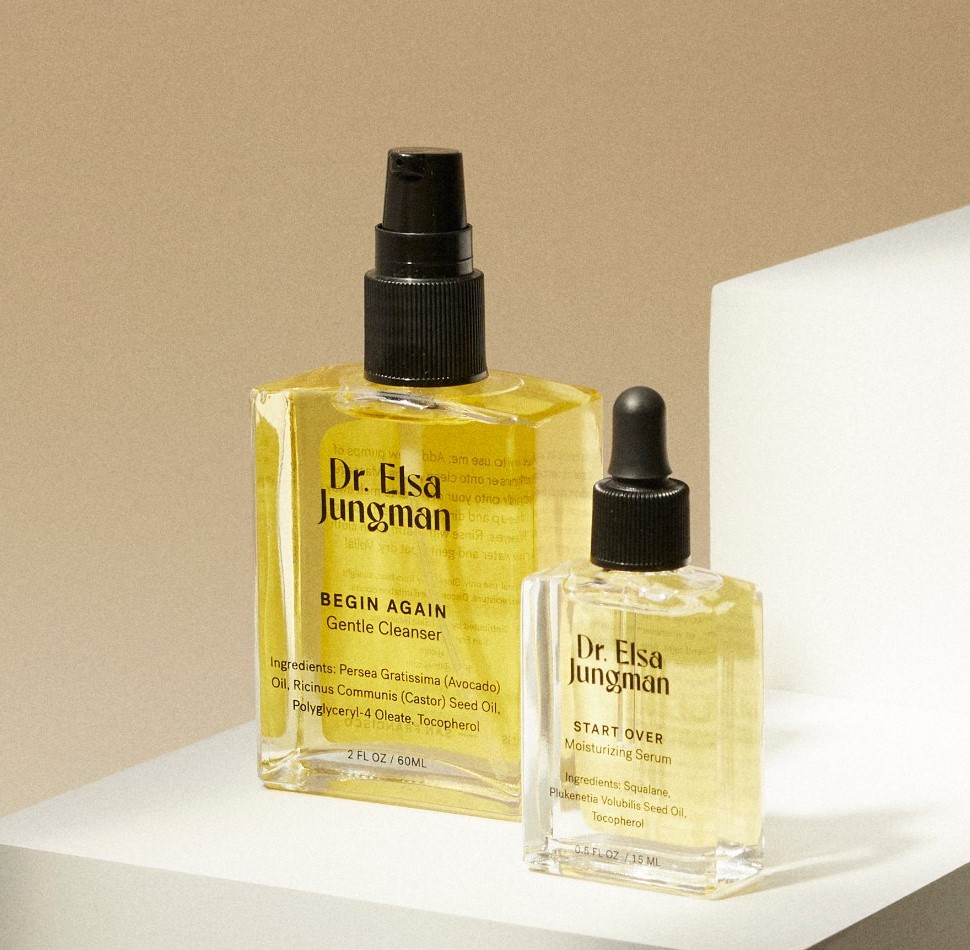 Dr. Elsa
Jungman
BEGIN AGAIN
Gentle Cleanser
Ingredients: Persea Gratissima (Avocado)
Oil, Ricinus Communis (Castor) Seed Oil,
Polyglyceryl-4 Oleate, Tocopherol
2 FL OZ / 60ML
Dr. Elsa
Jungman
START OVER
Moisturizing Serum
Ingredients: Squalane,
Plukenetia Volubilis Seed Oil,
Tocopherol
0.5 FL OZ / 15 ML